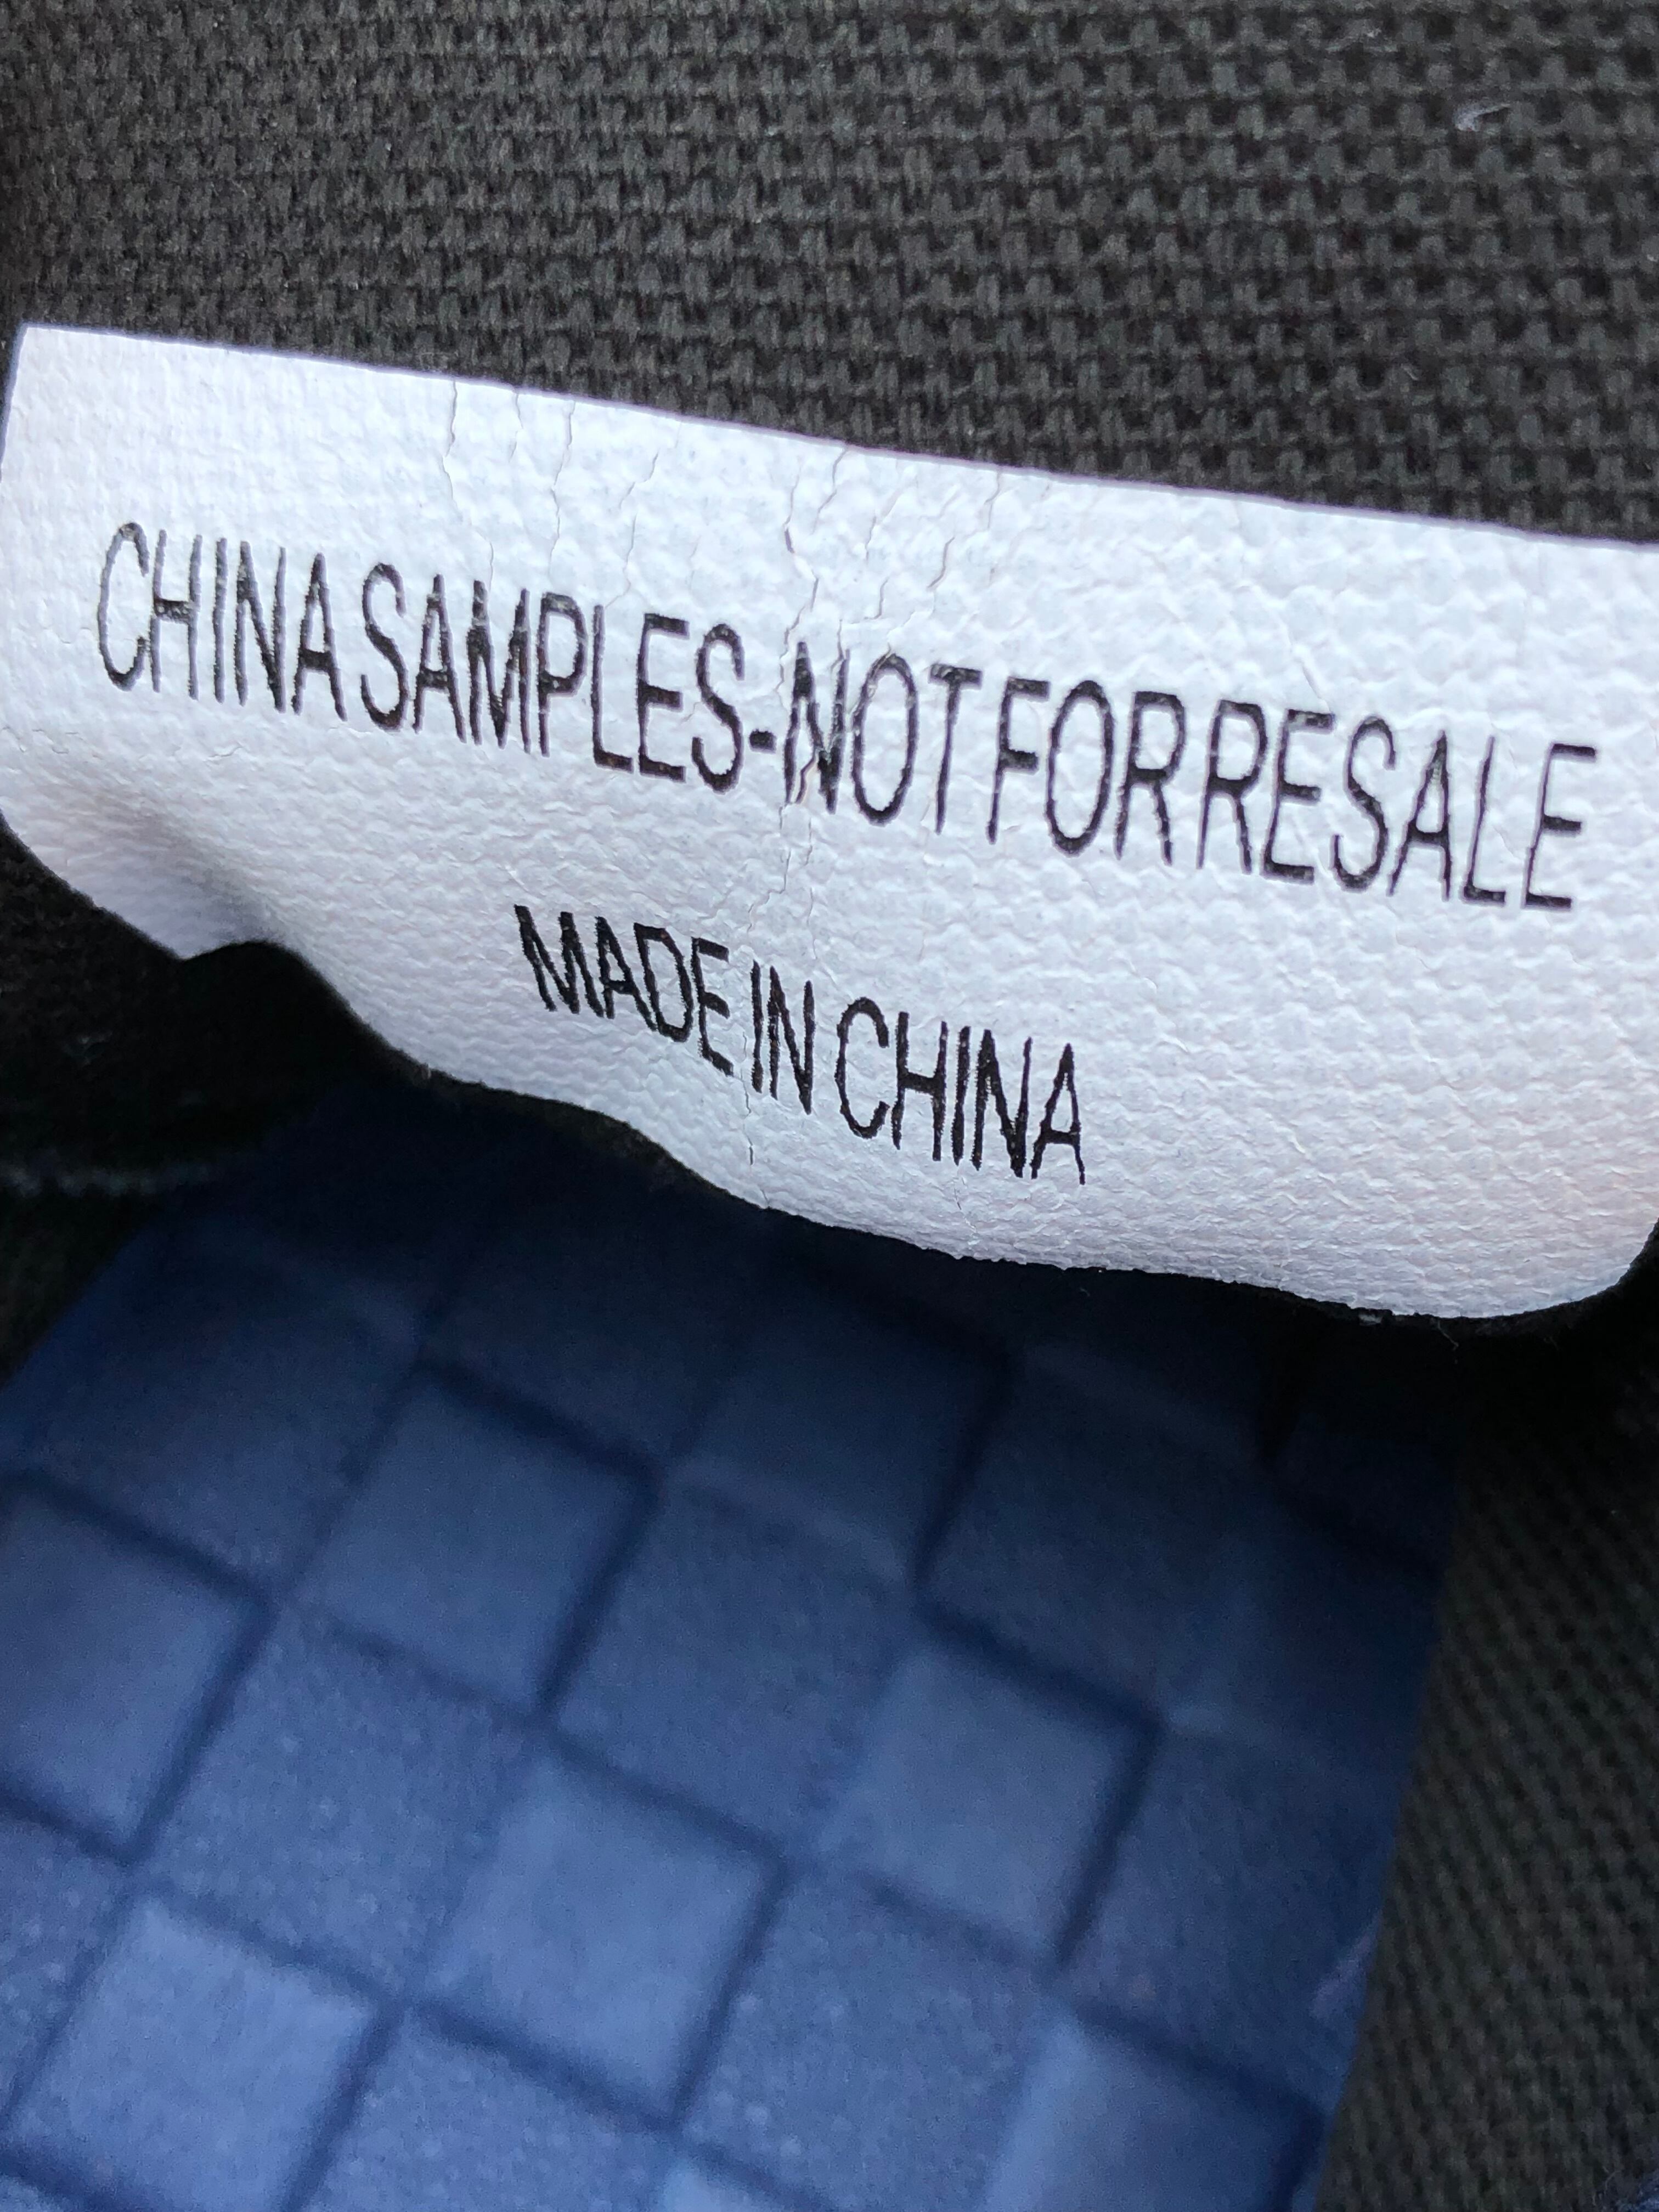 CHINA SAMPLES-NOT FOR RESALE
MADE IN CHINA